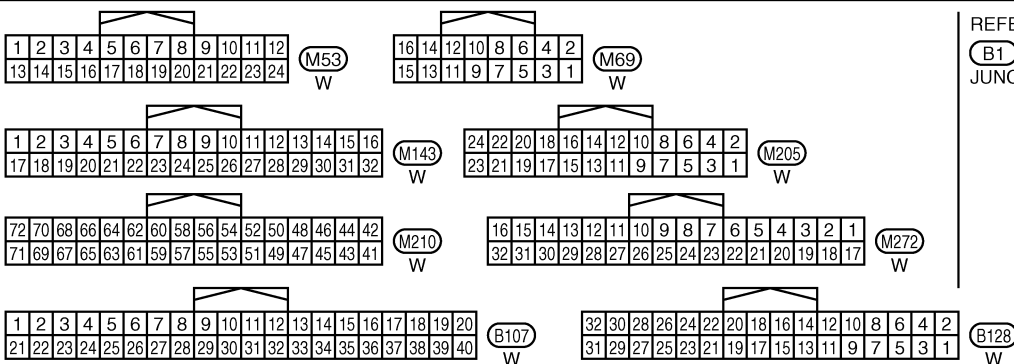 1 2 3 4 5 6 7 8 9 10 11 12
13 14 15 16 17 18 19 20 21 22 23 24
M53
W
16 14 12 10 8 6 4 2
15 13 11 9 7 5 3 1
M69
W
REFE
B1
JUNC
1 2 3 4 5 6 7 8 9 10 11 12 13 14 15 16
17 18 19 20 21 22 23 24 25 26 27 28 29 30 31 32
M143
W
24 22 20 18 16 14 12 10 8 6 4 2
23 21 19 17 15 13 11 9 7 5 3 1
M205
W
72 70 68 66 64 62 60 58 56 54 52 50 48 46 44 42
71 69 67 65 63 61 59 57 55 53 51 49 47 45 43 41
M210
W
16 15 14 13 12 11 10 9 8 7 6 5 4 3 2 1
32 31 30 29 28 27 26 25 24 23 22 21 20 19 18 17
M272
W
1 2 3 4 5 6 7 8 9 10 11 12 13 14 15 16 17 18 19 20
21 22 23 24 25 26 27 28 29 30 31 32 33 34 35 36 37 38 39 40
B107
W
32 30 28 26 24 22 20 18 16 14 12 10 8 6 4 2
31 29 27 25 23 21 19 17 15 13 11 9 7 5 3 1
B128
W